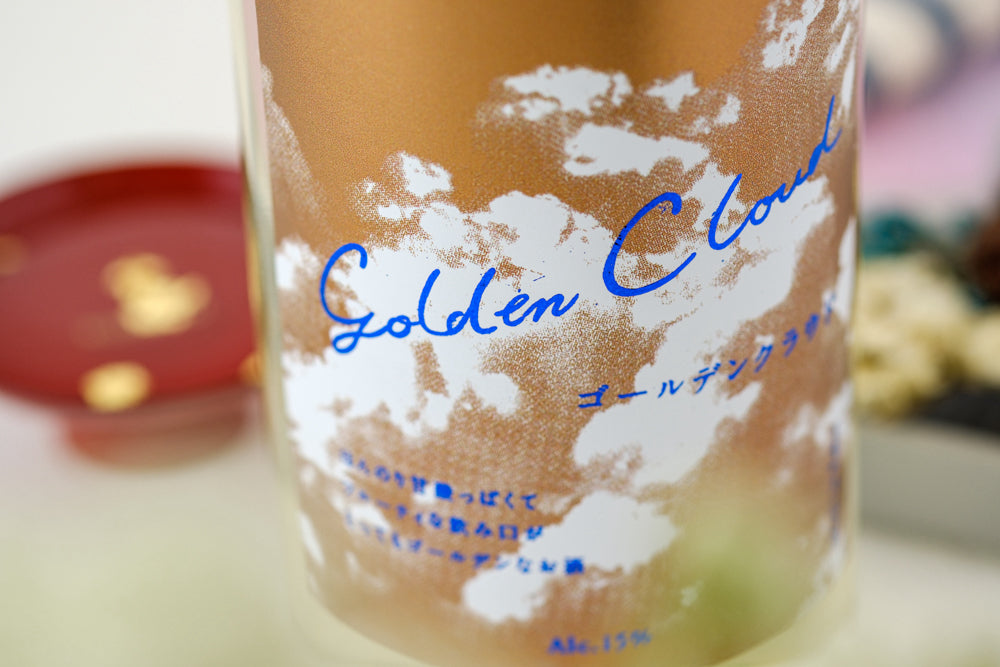 Golden Cloud
ゴールデンクラウド
ほんのり甘酸っぱくて
フルーティな飲み口が
とってもゴールデンなお酒
Alc.15%